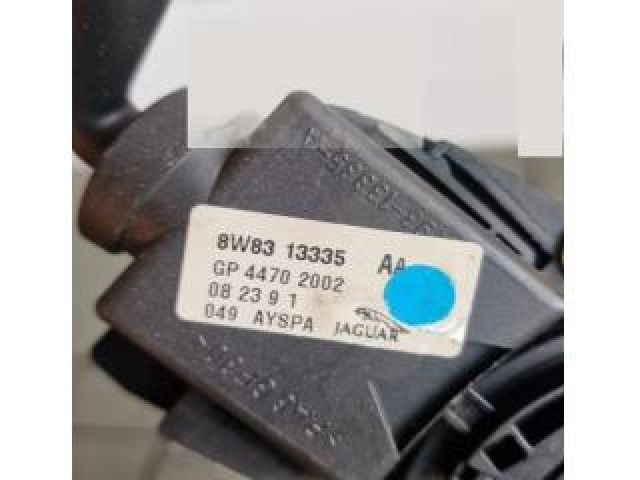 8W83 13335 AA
GP 4470 2002
08 23 9 1
049 AYSPA JAGUAR